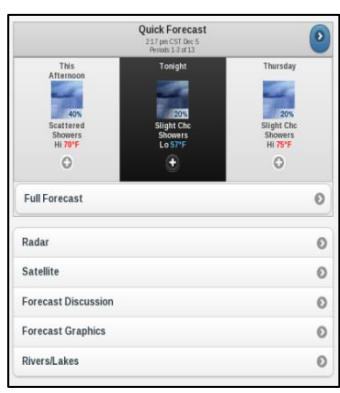 Quick Forecast
2:17 pm CST Dec 5
Periods 1-3 of 13
This
Afternoon
40%
Scattered
Showers
Hi 70°F
Tonight
20%
Slight Chc
Showers
Lo 57°F
Thursday
20%
Slight Chc
Showers
Hi 75°F
Full Forecast
Radar
Satellite
Forecast Discussion
Forecast Graphics
Rivers/Lakes